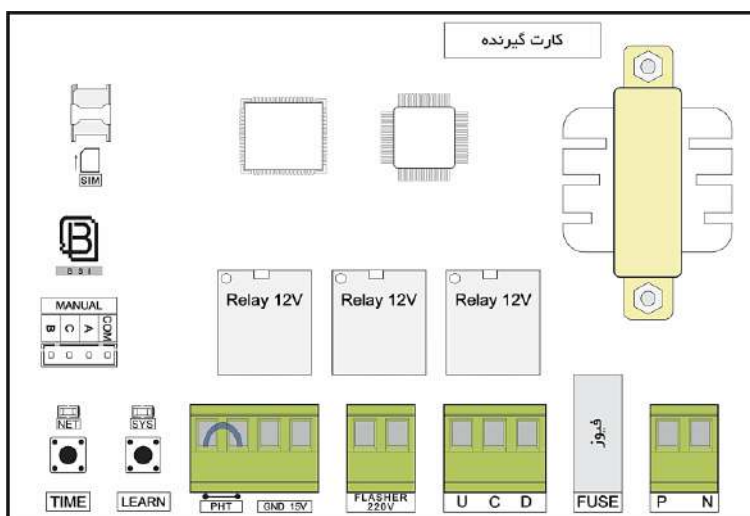 کارت گیرنده
SIM
BSI
MANUAL
B C A COM
Relay 12V
Relay 12V
Relay 12V
NET
SYS
فیوز
TIME
LEARN
PHT
GND 15V
FLASHER
220V
U C D
FUSE
P N